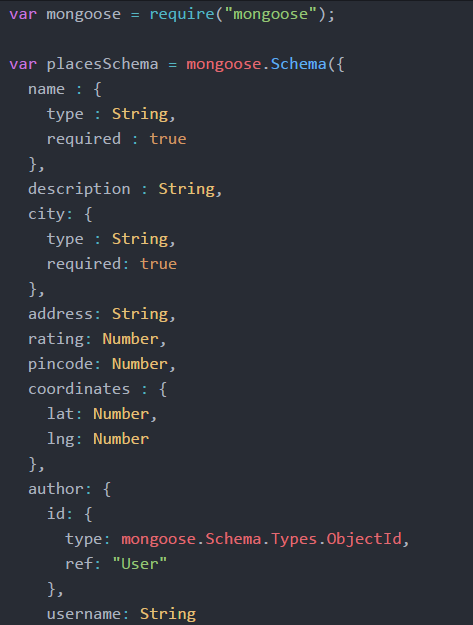 var mongoose = require("mongoose");

var placesSchema = mongoose.Schema({
  name : {
    type : String,
    required : true
  },
  description : String,
  city: {
    type : String,
    required: true
  },
  address: String,
  rating: Number,
  pincode: Number,
  coordinates : {
    lat: Number,
    lng: Number
  },
  author: {
    id: {
      type: mongoose.Schema.Types.ObjectId,
      ref: "User"
    },
    username: String